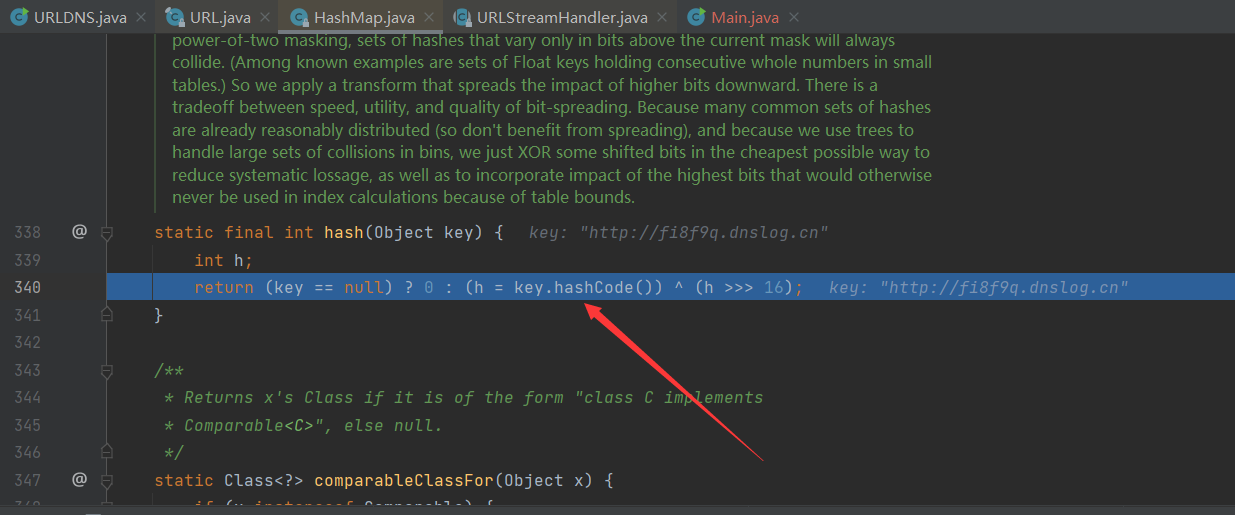 URLDNS.java
URL.java
HashMap.java
URLStreamHandler.java
Main.java
power-of-two masking, sets of hashes that vary only in bits above the current mask will always
collide. (Among known examples are sets of Float keys holding consecutive whole numbers in small
tables.) So we apply a transform that spreads the impact of higher bits downward. There is a
tradeoff between speed, utility, and quality of bit-spreading. Because many common sets of hashes
are already reasonably distributed (so don't benefit from spreading), and because we use trees to
handle large sets of collisions in bins, we just XOR some shifted bits in the cheapest possible way to
reduce systematic lossage, as well as to incorporate impact of the highest bits that would otherwise
never be used in index calculations because of table bounds.
338 @ static final int hash(Object key) { key: "http://fi8f9q.dnslog.cn"
339 int h;
340 return (key == null) ? 0 : (h = key.hashCode()) ^ (h >>> 16); key: "http://fi8f9q.dnslog.cn"
341 }
342
343 /**
344 * Returns x's Class if it is of the form "class C implements
345 * Comparable<C>", else null.
346 */
347 @ static Class<?> comparableClassFor(Object x) {
348 if (x instanceof Comparable) {